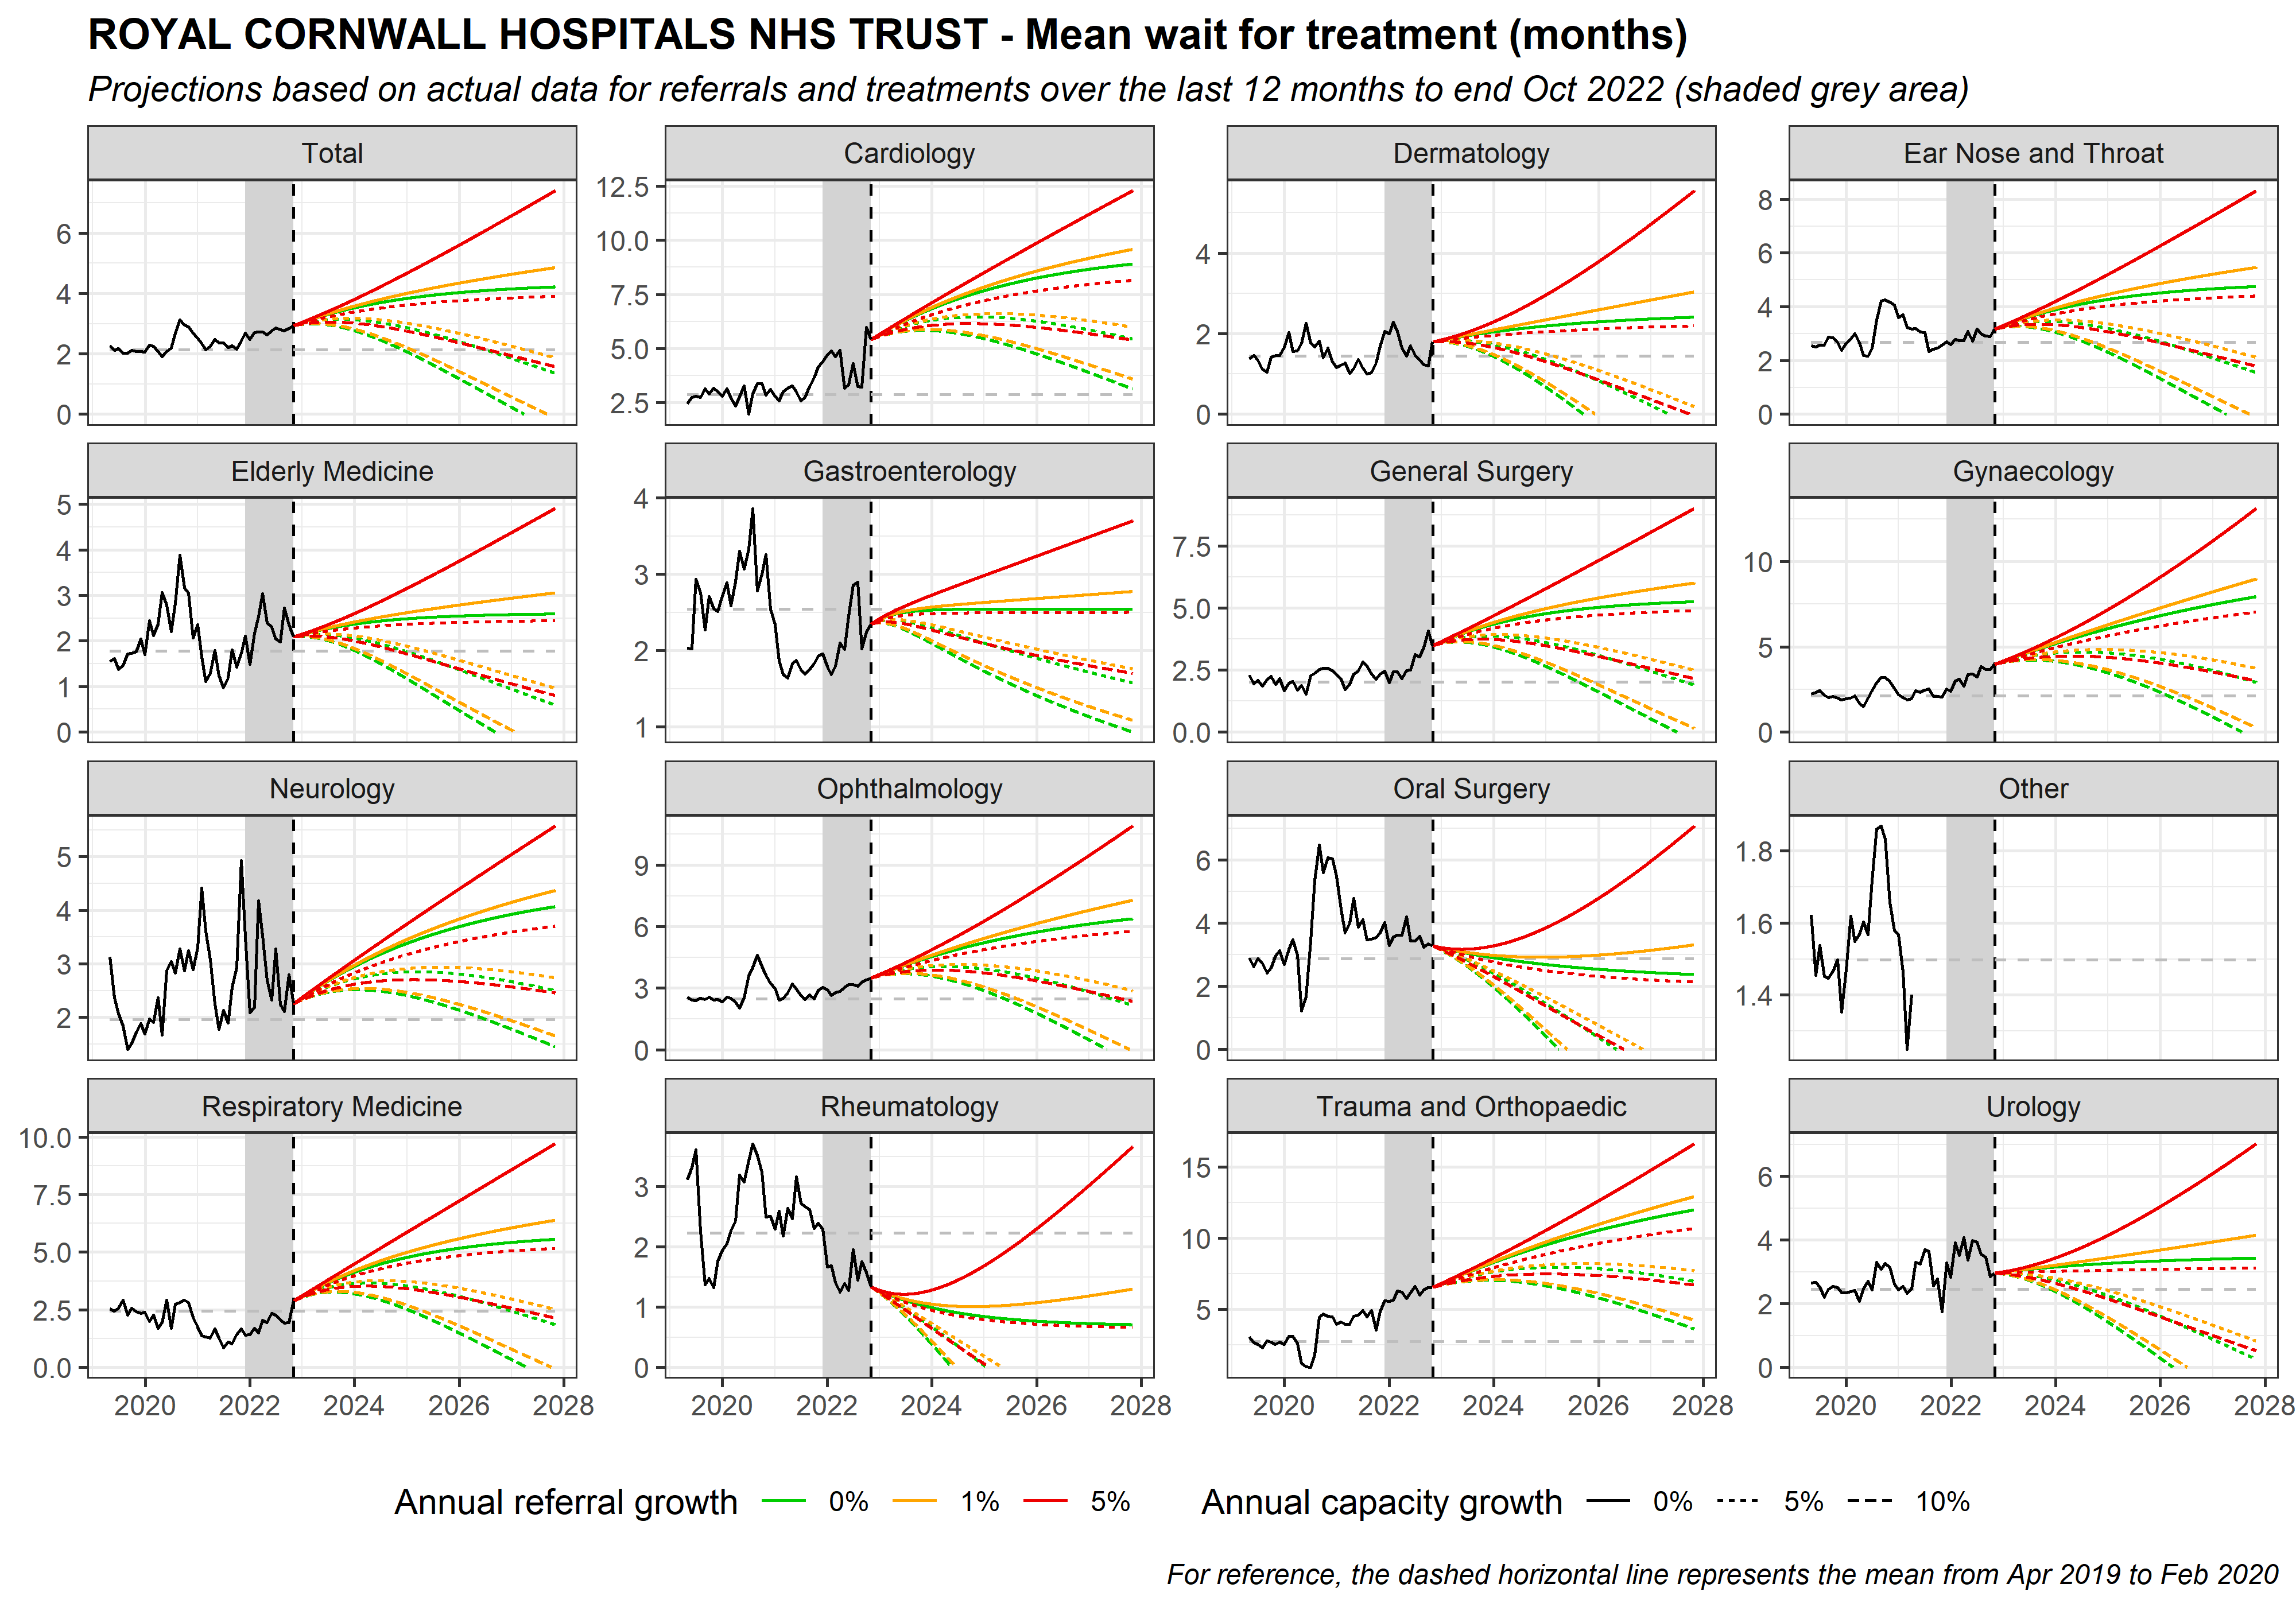 ROYAL CORNWALL HOSPITALS NHS TRUST - Mean wait for treatment (months)
Projections based on actual data for referrals and treatments over the last 12 months to end Oct 2022 (shaded grey area)
Total
Cardiology
Dermatology
Ear Nose and Throat
6
4
2
0
12.5
10.0
7.5
5.0
2.5
4
2
0
8
6
4
2
0
Elderly Medicine
Gastroenterology
General Surgery
Gynaecology
5
4
3
2
1
0
4
3
2
1
7.5
5.0
2.5
0.0
10
5
0
Neurology
Ophthalmology
Oral Surgery
Other
5
4
3
2
9
6
3
0
6
4
2
0
1.8
1.6
1.4
Respiratory Medicine
Rheumatology
Trauma and Orthopaedic
Urology
10.0
7.5
5.0
2.5
0.0
3
2
1
0
15
10
5
6
4
2
0
2020 2022 2024 2026 2028
2020 2022 2024 2026 2028
2020 2022 2024 2026 2028
2020 2022 2024 2026 2028
Annual referral growth 0% 1% 5%
Annual capacity growth 0% 5% 10%
For reference, the dashed horizontal line represents the mean from Apr 2019 to Feb 2020